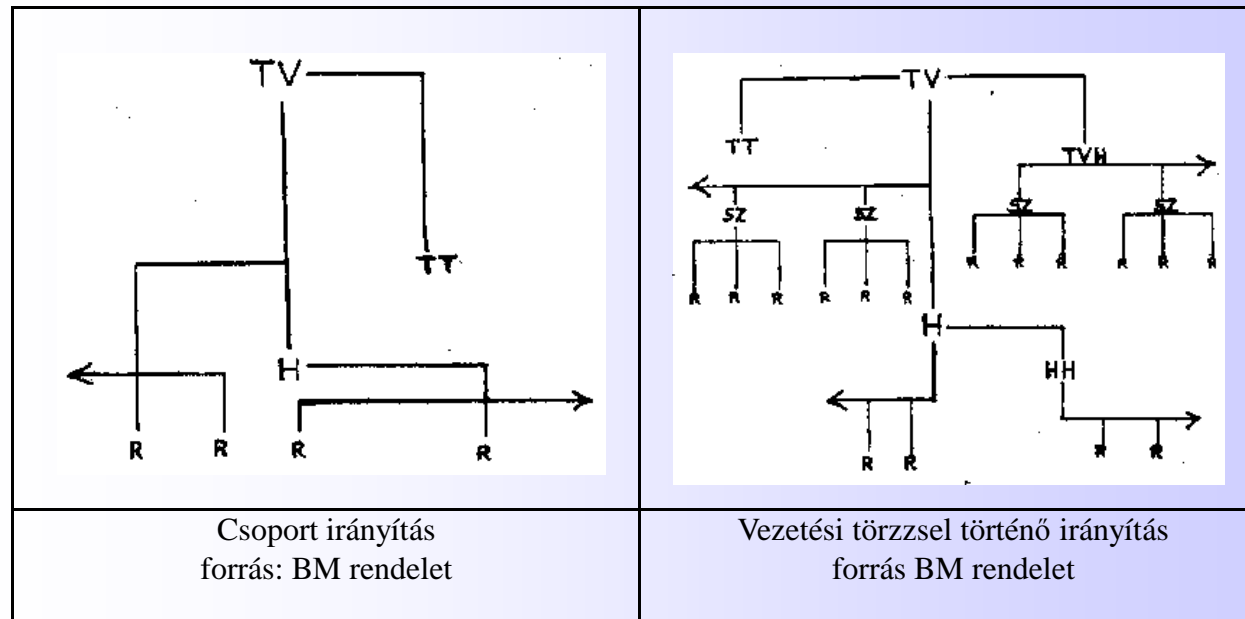 TV
TT
H
R R R R
TV
TT
TVH
SZ SZ SZ SZ
R R R R R R
R R R R R R
H
HH
R R
R R
Csoport irányítás
forrás: BM rendelet
Vezetési törzzsel történő irányítás
forrás BM rendelet